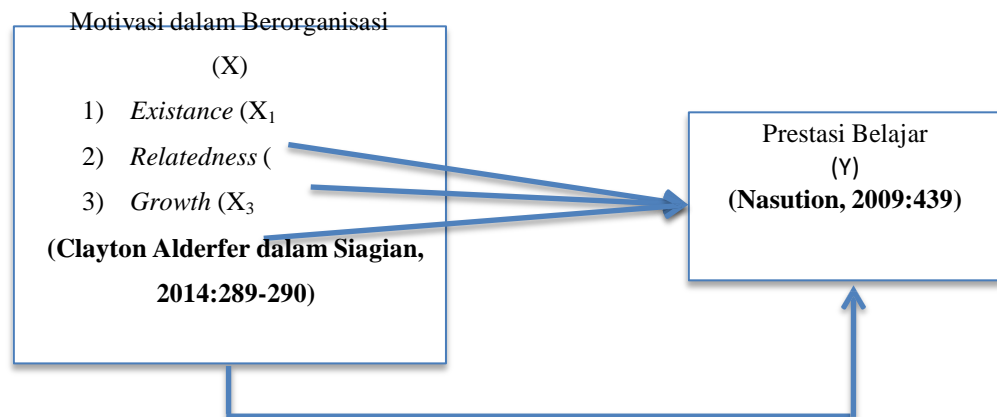 Motivasi dalam Berorganisasi
(X)
1) Existance (X1
2) Relatedness (
3) Growth (X3
(Clayton Alderfer dalam Siagian,
2014:289-290)
Prestasi Belajar
(Y)
(Nasution, 2009:439)